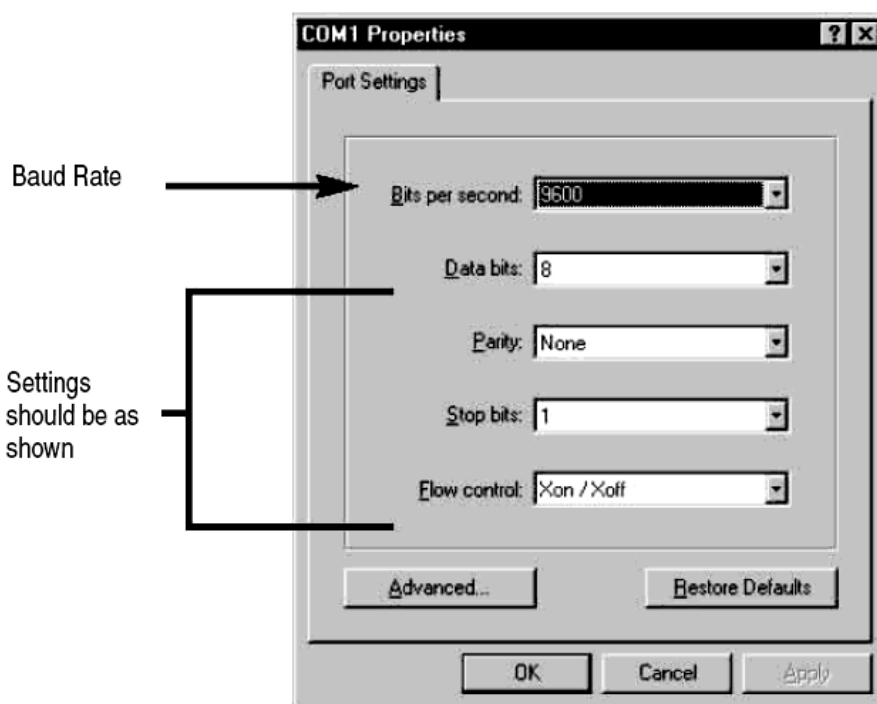 COM1 Properties
Port Settings
Baud Rate
Bits per second: 9600
Data bits: 8
Parity: None
Settings
should be as
shown
Stop bits: 1
Flow control: Xon / Xoff
Advanced...
Restore Defaults
OK
Cancel
Apply